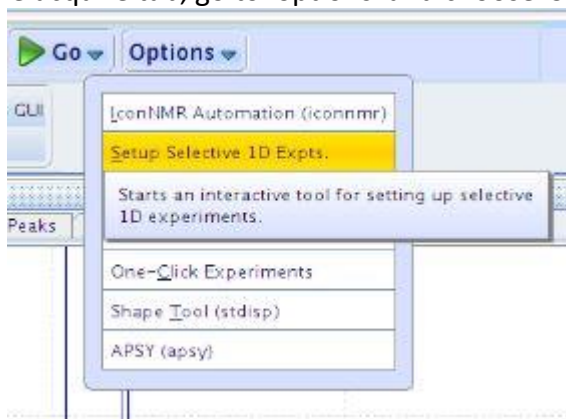 Go Options
GUI
IconNMR Automation (iconnmr)
Setup Selective 1D Expts.
Starts an interactive tool for setting up selective
1D experiments.
Peaks
One-Click Experiments
Shape Tool (stdisp)
APSY (apsy)